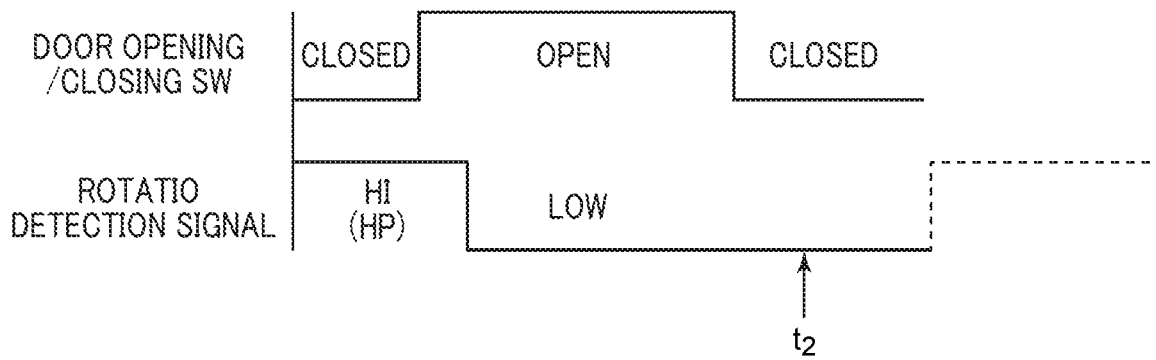 DOOR OPENING
/CLOSING SW
CLOSED
OPEN
CLOSED
ROTATIO
DETECTION SIGNAL
HI
(HP)
LOW
t2